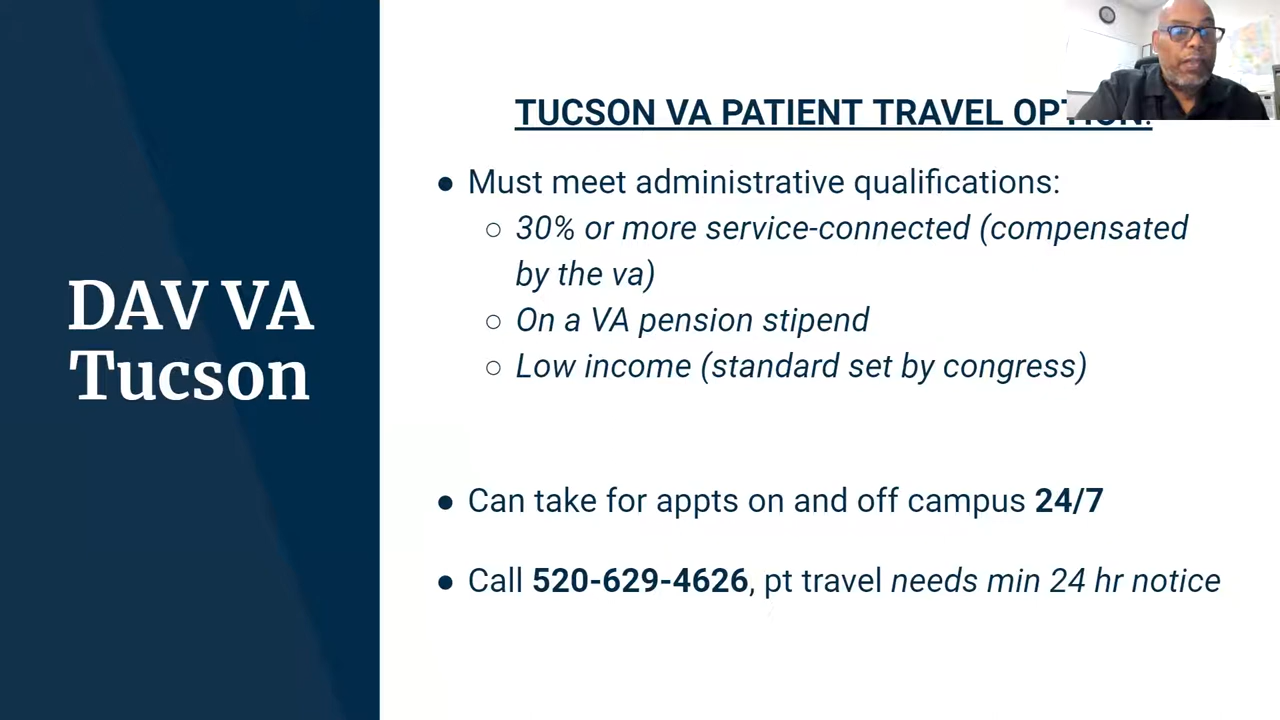 DAV VA
Tucson
TUCSON VA PATIENT TRAVEL
● Must meet administrative qualifications:
○ 30% or more service-connected (compensated
by the va)
○ On a VA pension stipend
○ Low income (standard set by congress)
● Can take for appts on and off campus 24/7
● Call 520-629-4626, pt travel needs min 24 hr notice